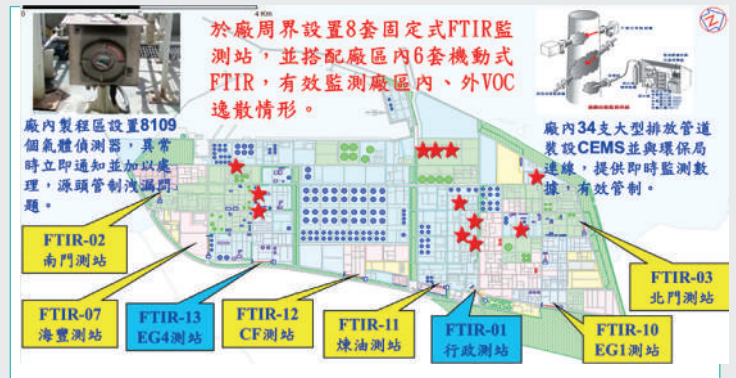 4 Km
於廠周界設置8套固定式FTIR監
測站，並搭配廠區內6套機動式
FTIR，有效監測廠區內、外VOC
逸散情形。
廠內製程區設置8109
個氣體偵測器，異常
時立即通知並加以處
理，源頭管制洩漏問
題。
廠內34支大型排放管道
裝設CEMS並與環保局
連線，提供即時監測數
據，有效管制。
FTIR-02
南門測站
FTIR-07
海豐測站
FTIR-13
EG4測站
FTIR-12
CF測站
FTIR-11
煉油測站
FTIR-01
行政測站
FTIR-10
EG1測站
FTIR-03
北門測站